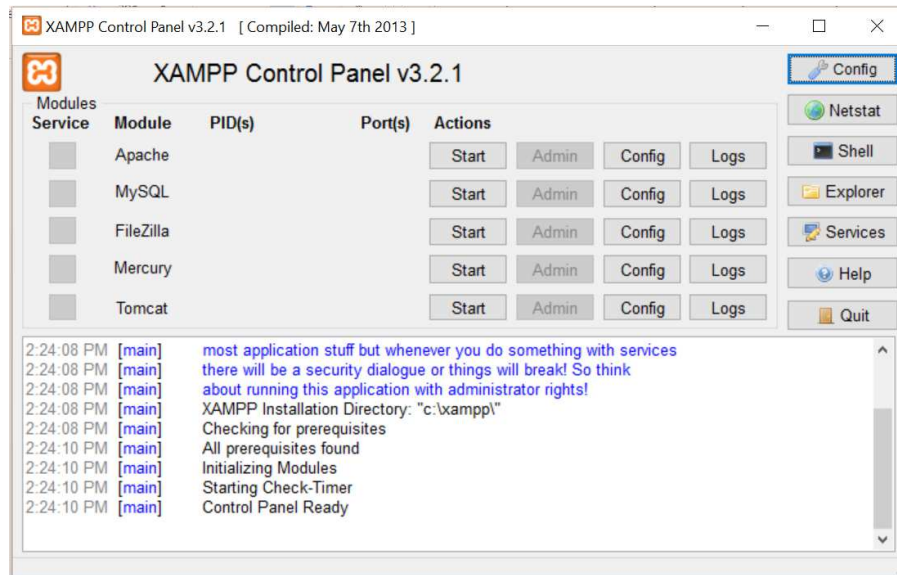 XAMPP Control Panel v3.2.1 [ Compiled: May 7th 2013 ]
XAMPP Control Panel v3.2.1
Config
Modules
Service Module PID(s) Port(s) Actions
Netstat
Apache Start Admin Config Logs
Shell
MySQL Start Admin Config Logs
Explorer
FileZilla Start Admin Config Logs
Services
Mercury Start Admin Config Logs
Help
Tomcat Start Admin Config Logs
Quit
2:24:08 PM [main] most application stuff but whenever you do something with services
2:24:08 PM [main] there will be a security dialogue or things will break! So think
2:24:08 PM [main] about running this application with administrator rights!
2:24:08 PM [main] XAMPP Installation Directory: "c:\xampp\"
2:24:08 PM [main] Checking for prerequisites
2:24:10 PM [main] All prerequisites found
2:24:10 PM [main] Initializing Modules
2:24:10 PM [main] Starting Check-Timer
2:24:10 PM [main] Control Panel Ready